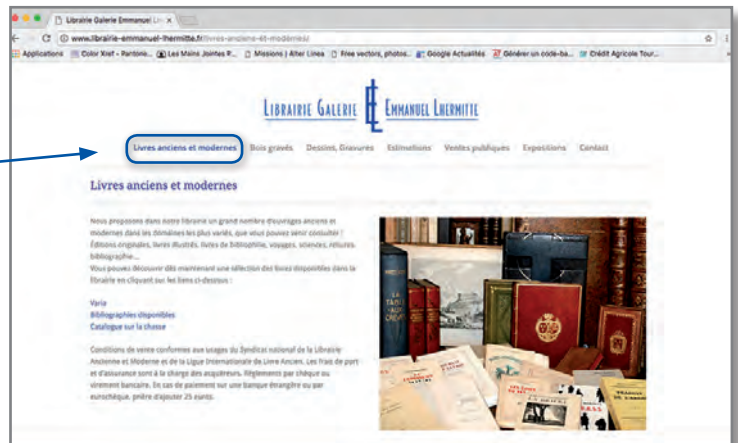 Librairie Galerie Emmanuel
www.librairie-emmanuel-lhermitte.fr/livres-anciens-et-modernes/
Applications Color Xref - Pantone... Les Mains Jointes R... Missions | Alter Linea Free vectors, photos.. Google Actualités Générer un code-ba... Crédit Agricole Tour...
LIBRAIRIE GALERIE EL EMMANUEL LHERMITTE
Livres anciens et modernes Bois gravés Dessins, Gravures Estimations Ventes publiques Expositions Contact
Livres anciens et modernes
Nous proposons dans notre librairie un grand nombre d'ouvrages anciens et
modernes dans les domaines les plus variés, que vous pouvez venir consulter !
Éditions originales, livres illustrés, livres de bibliophilie, voyages, sciences, reliures,
bibliographie...
Vous pouvez découvrir dès maintenant une sélection des livres disponibles dans la
librairie en cliquant sur les liens ci-dessous :
Varia
Bibliographies disponibles
Catalogue sur la chasse
Conditions de vente conformes aux usages du Syndicat national de la Librairie
Ancienne et Moderne et de la Ligue Internationale de Livre Ancien. Les frais de port
et d'assurance sont à la charge des acquéreurs. Règlements par chèque ou
virement bancaire. En cas de paiement sur une banque étrangère ou par
eurochèque, prière d'ajouter 25 euros.
LA
TABLE
AUX
CREVÉS